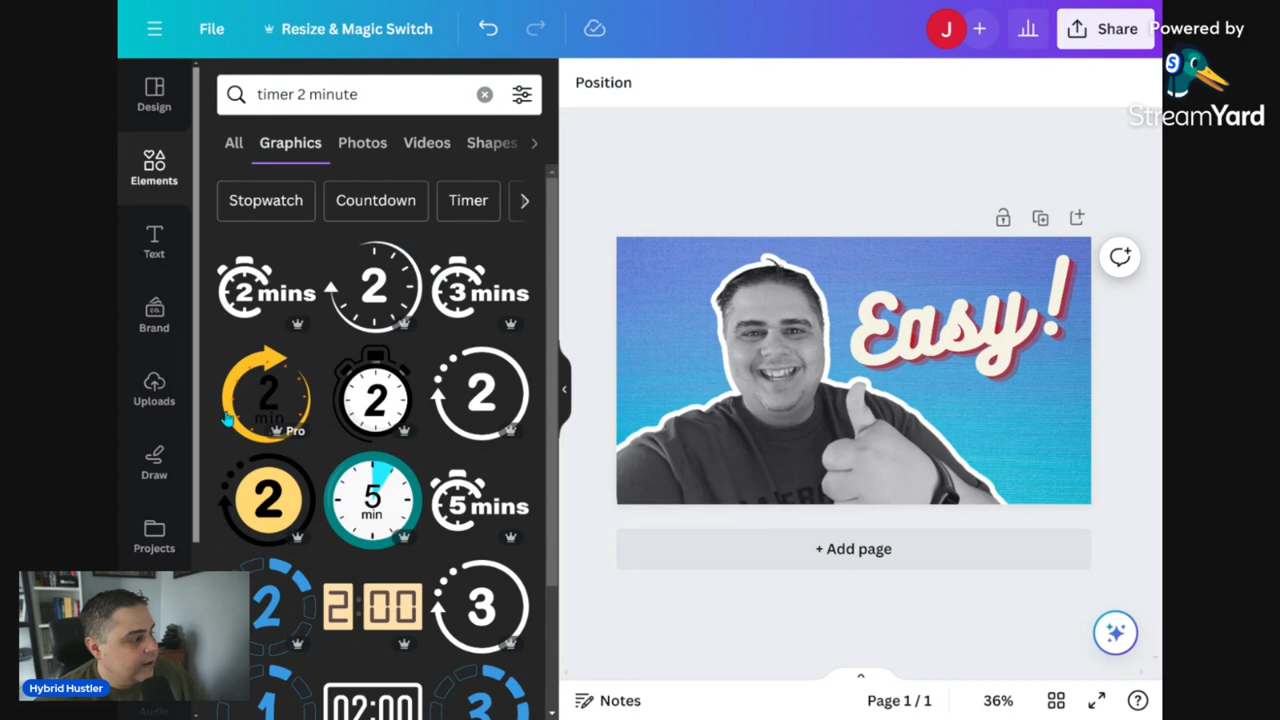 File
Resize & Magic Switch
J
Share
Powered by
StreamYard
Design
Elements
Text
Brand
CO.
Uploads
Draw
Projects
timer 2 minute
All
Graphics
Photos
Videos
Shapes
Stopwatch
Countdown
Timer
2 mins
2
3 mins
2
min
Pro
2
2
2
5
min
5 mins
2
2:00
3
1
02:00
3
Position
Easy!
+ Add page
Notes
Page 1 / 1
36%
Hybrid Hustler